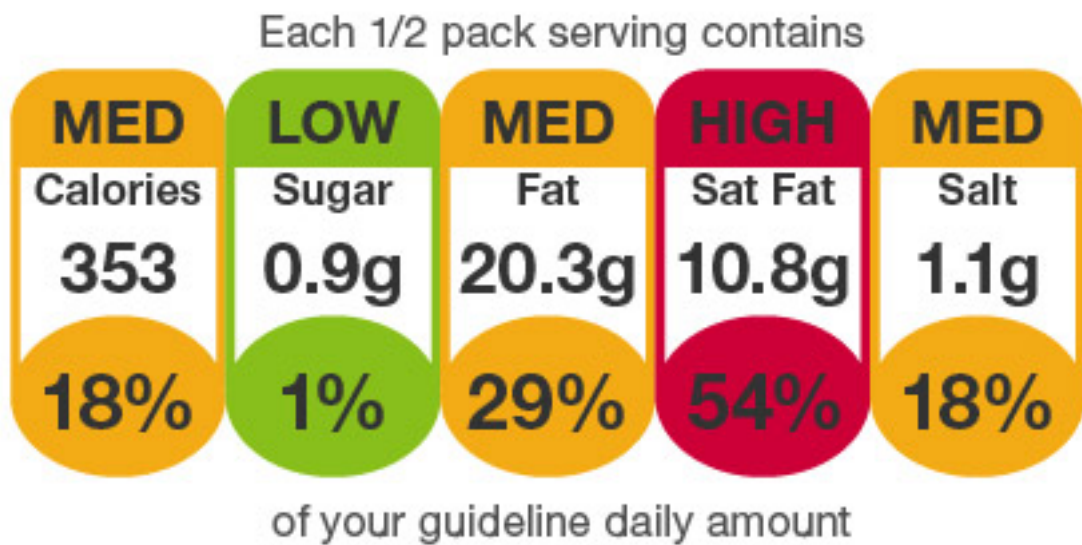 Each 1/2 pack serving contains
MED LOW MED HIGH MED
Calories Sugar Fat Sat Fat Salt
353 0.9g 20.3g 10.8g 1.1g
18% 1% 29% 54% 18%
of your guideline daily amount